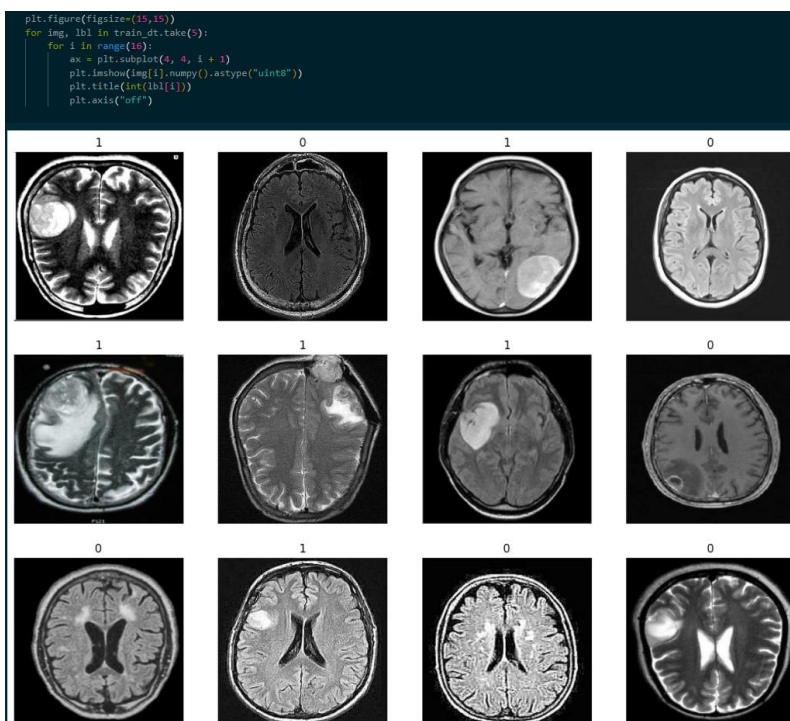 plt.figure(figsize=(15,15))
for img, lbl in train_dt.take(5):
    for i in range(16):
        ax = plt.subplot(4, 4, i + 1)
        plt.imshow(img[i].numpy().astype("uint8"))
        plt.title(int(lbl[i]))
        plt.axis("off")
1 0 1 0
1 1 1 0
0 1 0 0